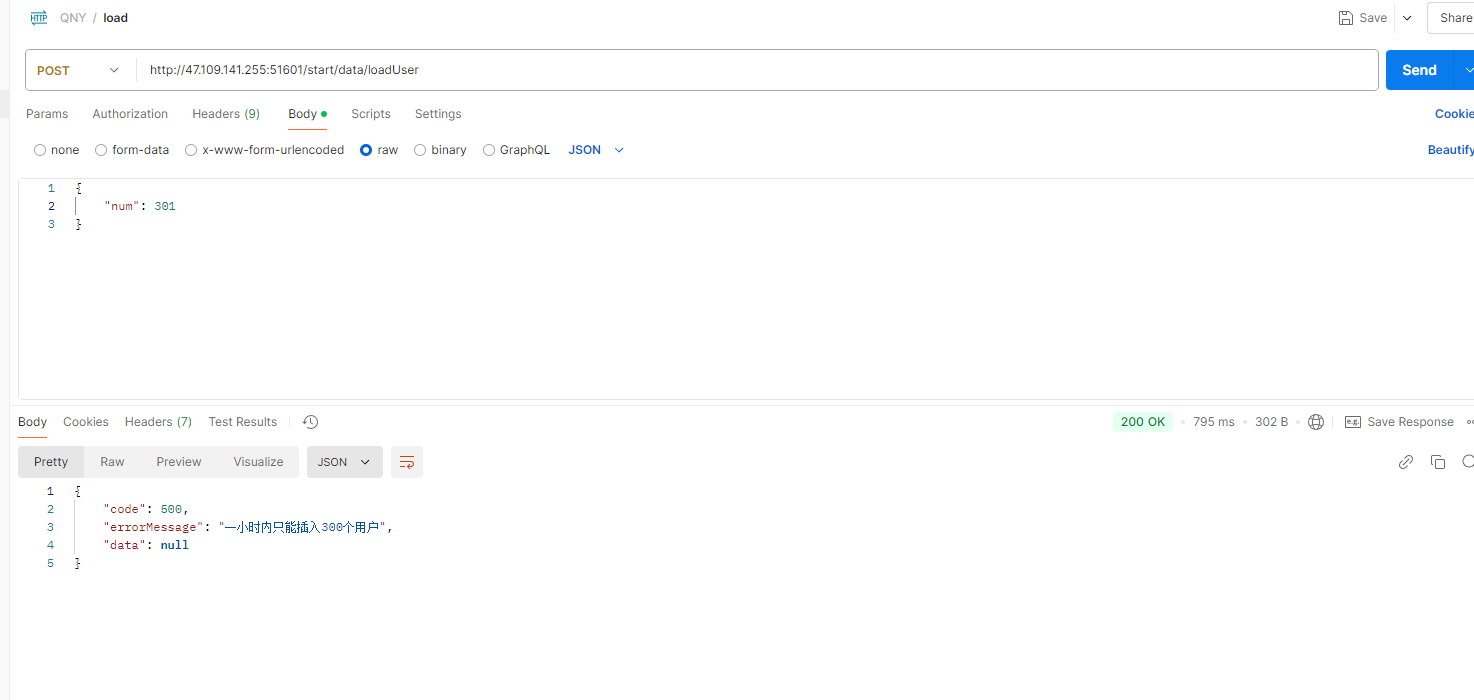 HTTP QNY / load Save Share
POST http://47.109.141.255:51601/start/data/loadUser Send
Params Authorization Headers (9) Body Scripts Settings Cookie
none form-data x-www-form-urlencoded raw binary GraphQL JSON Beautify
1 {
2 "num": 301
3 }
Body Cookies Headers (7) Test Results 200 OK 795 ms 302 B e.g. Save Response
Pretty Raw Preview Visualize JSON
1 {
2 "code": 500,
3 "errorMessage": "一小时内只能插入300个用户",
4 "data": null
5 }